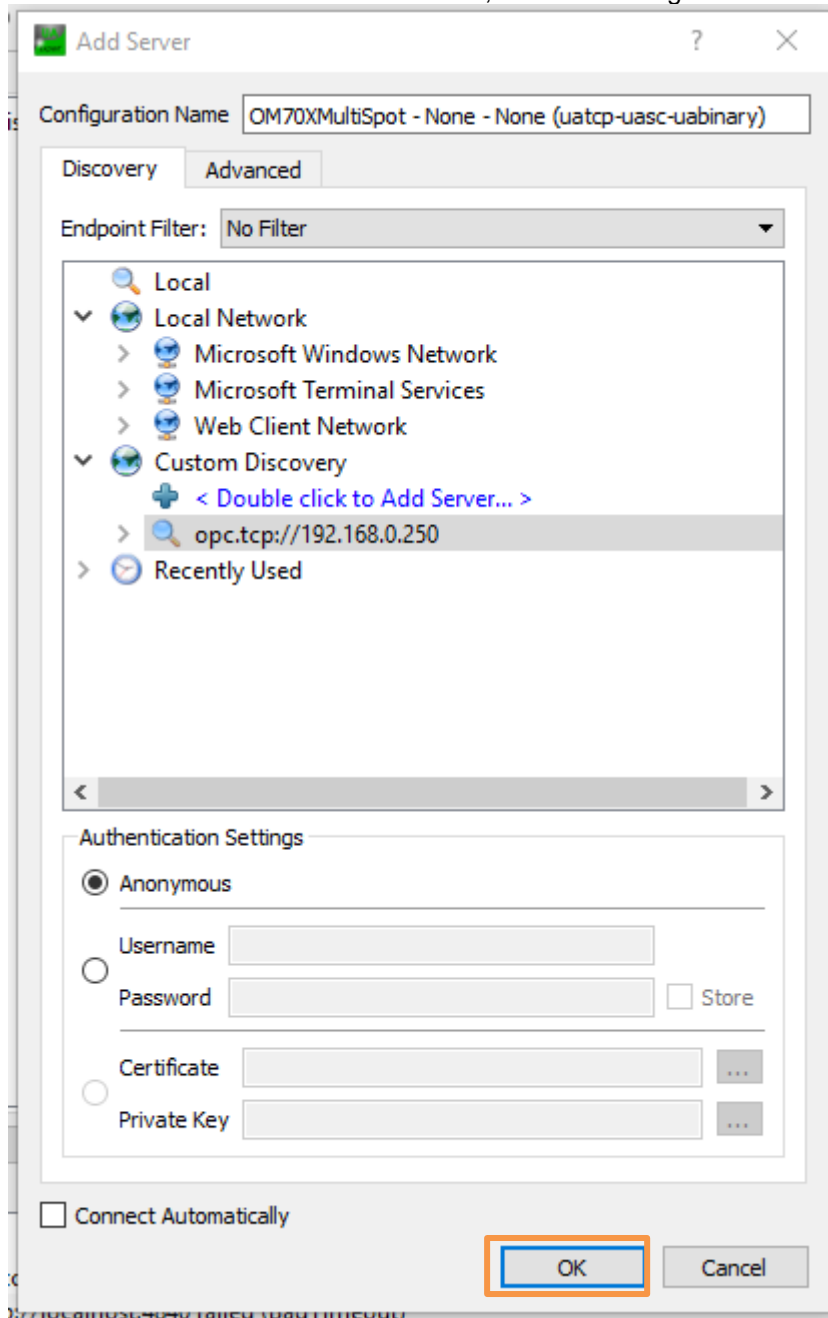 Add Server
?
Configuration Name OM70XMultiSpot - None - None (uatcp-uasc-uabinary)
Discovery Advanced
Endpoint Filter: No Filter
Local
Local Network
Microsoft Windows Network
Microsoft Terminal Services
Web Client Network
Custom Discovery
< Double click to Add Server... >
opc.tcp://192.168.0.250
Recently Used
Authentication Settings
Anonymous
Username
Password Store
Certificate ...
Private Key ...
Connect Automatically
OK Cancel